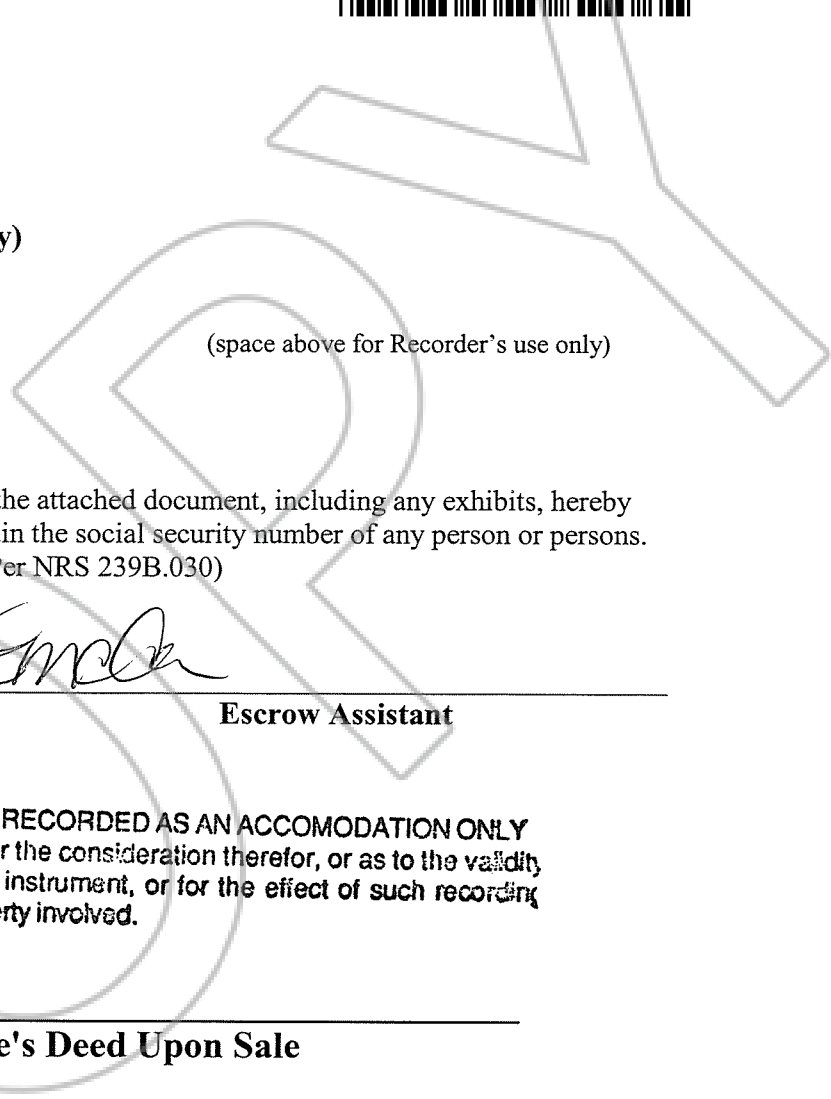 y)
(space above for Recorder's use only)
the attached document, including any exhibits, hereby
in the social security number of any person or persons.
er NRS 239B.030)
Escrow Assistant
RECORDED AS AN ACCOMODATION ONLY
r the consideration therefor, or as to the validity
instrument, or for the effect of such recording
rty involved.
e's Deed Upon Sale